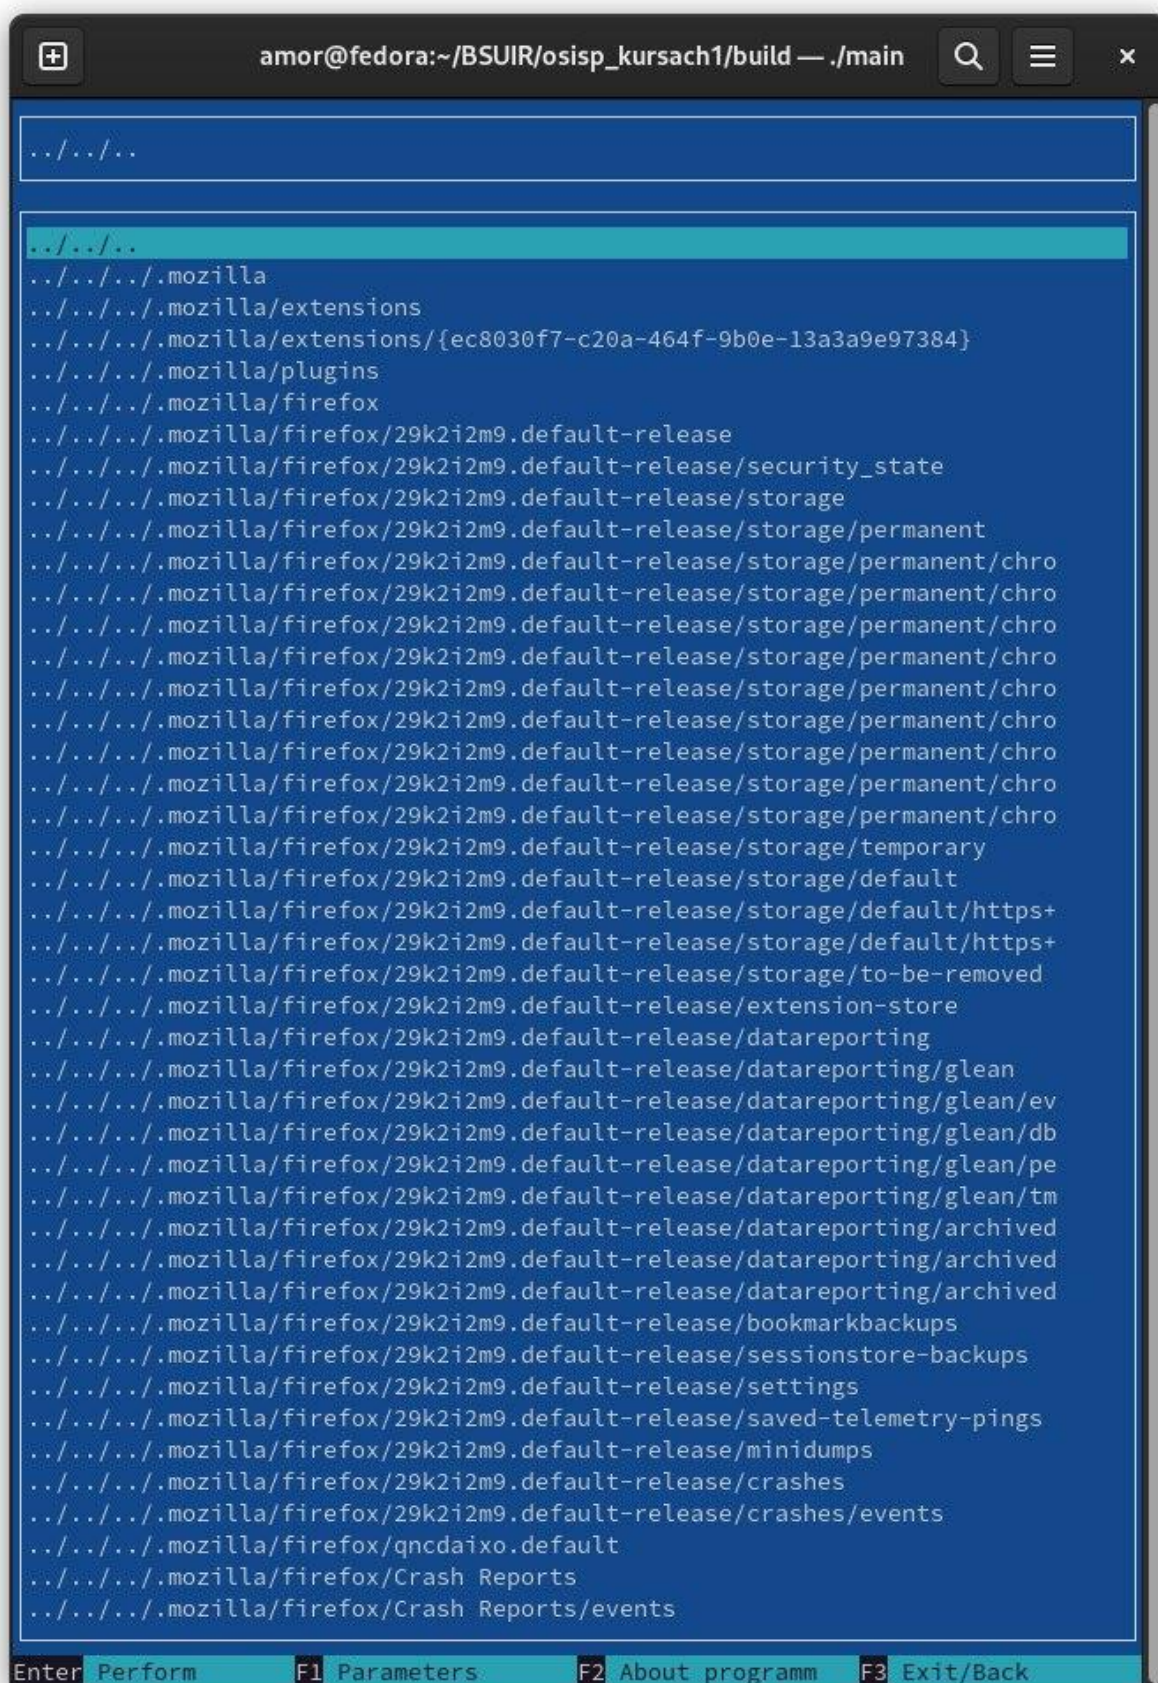 amor@fedora:~/BSUIR/osisp_kursach1/build — ./main
../../..
../../..
../../../.mozilla
../../../.mozilla/extensions
../../../.mozilla/extensions/{ec8030f7-c20a-464f-9b0e-13a3a9e97384}
../../../.mozilla/plugins
../../../.mozilla/firefox
../../../.mozilla/firefox/29k2i2m9.default-release
../../../.mozilla/firefox/29k2i2m9.default-release/security_state
../../../.mozilla/firefox/29k2i2m9.default-release/storage
../../../.mozilla/firefox/29k2i2m9.default-release/storage/permanent
../../../.mozilla/firefox/29k2i2m9.default-release/storage/permanent/chro
../../../.mozilla/firefox/29k2i2m9.default-release/storage/permanent/chro
../../../.mozilla/firefox/29k2i2m9.default-release/storage/permanent/chro
../../../.mozilla/firefox/29k2i2m9.default-release/storage/permanent/chro
../../../.mozilla/firefox/29k2i2m9.default-release/storage/permanent/chro
../../../.mozilla/firefox/29k2i2m9.default-release/storage/permanent/chro
../../../.mozilla/firefox/29k2i2m9.default-release/storage/permanent/chro
../../../.mozilla/firefox/29k2i2m9.default-release/storage/permanent/chro
../../../.mozilla/firefox/29k2i2m9.default-release/storage/permanent/chro
../../../.mozilla/firefox/29k2i2m9.default-release/storage/temporary
../../../.mozilla/firefox/29k2i2m9.default-release/storage/default
../../../.mozilla/firefox/29k2i2m9.default-release/storage/default/https+
../../../.mozilla/firefox/29k2i2m9.default-release/storage/default/https+
../../../.mozilla/firefox/29k2i2m9.default-release/storage/to-be-removed
../../../.mozilla/firefox/29k2i2m9.default-release/extension-store
../../../.mozilla/firefox/29k2i2m9.default-release/datareporting
../../../.mozilla/firefox/29k2i2m9.default-release/datareporting/glean
../../../.mozilla/firefox/29k2i2m9.default-release/datareporting/glean/ev
../../../.mozilla/firefox/29k2i2m9.default-release/datareporting/glean/db
../../../.mozilla/firefox/29k2i2m9.default-release/datareporting/glean/pe
../../../.mozilla/firefox/29k2i2m9.default-release/datareporting/glean/tm
../../../.mozilla/firefox/29k2i2m9.default-release/datareporting/archived
../../../.mozilla/firefox/29k2i2m9.default-release/datareporting/archived
../../../.mozilla/firefox/29k2i2m9.default-release/datareporting/archived
../../../.mozilla/firefox/29k2i2m9.default-release/bookmarkbackups
../../../.mozilla/firefox/29k2i2m9.default-release/sessionstore-backups
../../../.mozilla/firefox/29k2i2m9.default-release/settings
../../../.mozilla/firefox/29k2i2m9.default-release/saved-telemetry-pings
../../../.mozilla/firefox/29k2i2m9.default-release/minidumps
../../../.mozilla/firefox/29k2i2m9.default-release/crashes
../../../.mozilla/firefox/29k2i2m9.default-release/crashes/events
../../../.mozilla/firefox/qncdaixo.default
../../../.mozilla/firefox/Crash Reports
../../../.mozilla/firefox/Crash Reports/events
Enter Perform F1 Parameters F2 About programm F3 Exit/Back